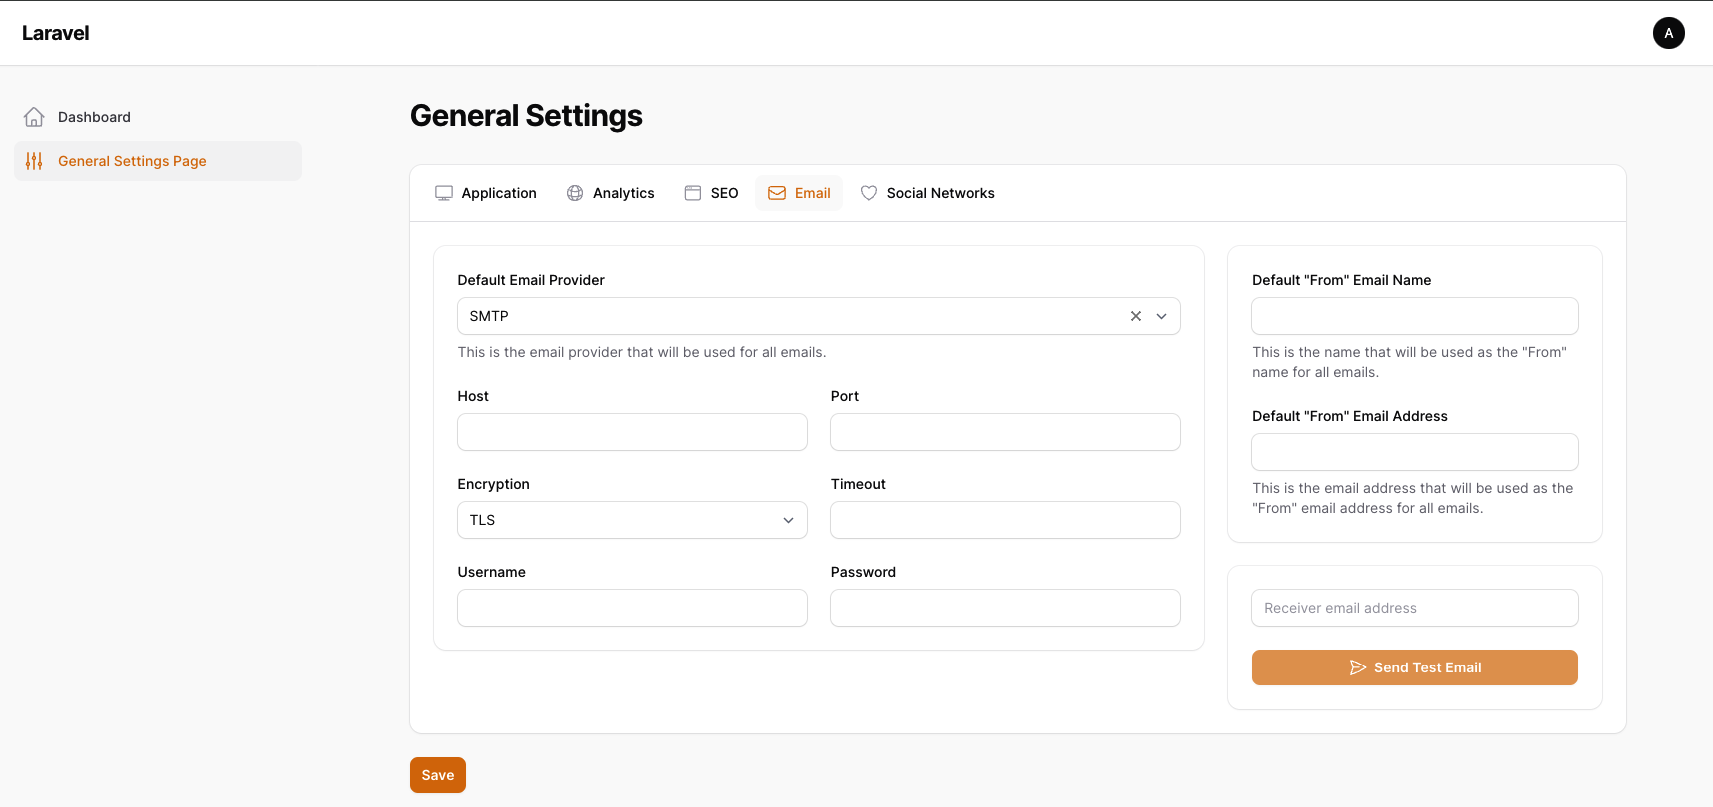 Laravel
A
Dashboard
General Settings Page
General Settings
Application
Analytics
SEO
Email
Social Networks
Default Email Provider
SMTP
This is the email provider that will be used for all emails.
Host
Port
Encryption
TLS
Timeout
Username
Password
Default "From" Email Name
This is the name that will be used as the "From"
name for all emails.
Default "From" Email Address
This is the email address that will be used as the
"From" email address for all emails.
Receiver email address
Send Test Email
Save